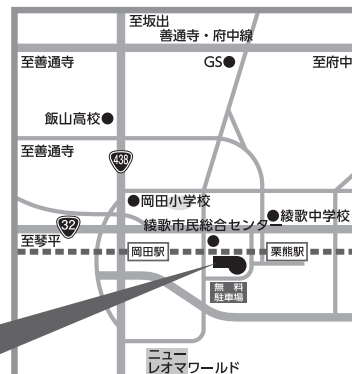 至坂出
善通寺・府中線
至善通寺
GS
至府中
飯山高校
至善通寺
438
岡田小学校
綾歌中学校
32
綾歌市民総合センター
至琴平
岡田駅
栗熊駅
無料
駐車場
ニュー
レオマワールド